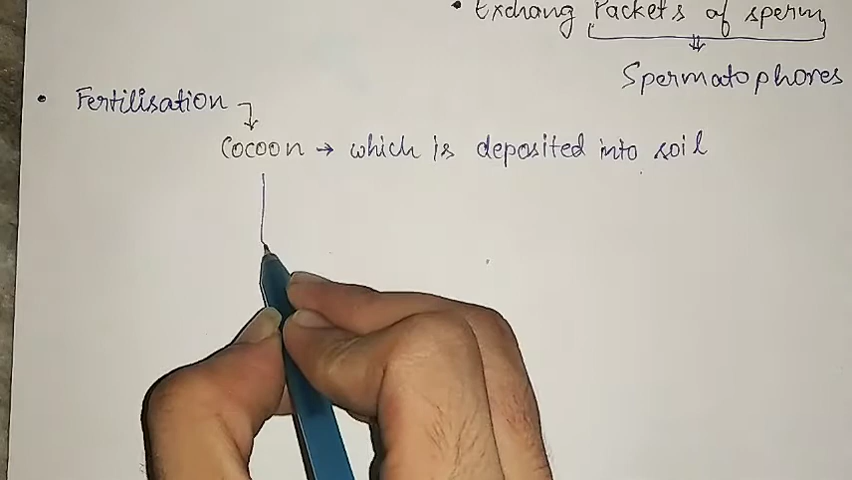 • Exchang Packets of sperm
Spermatophores
• Fertilisation
Cocoon → which is deposited into soil